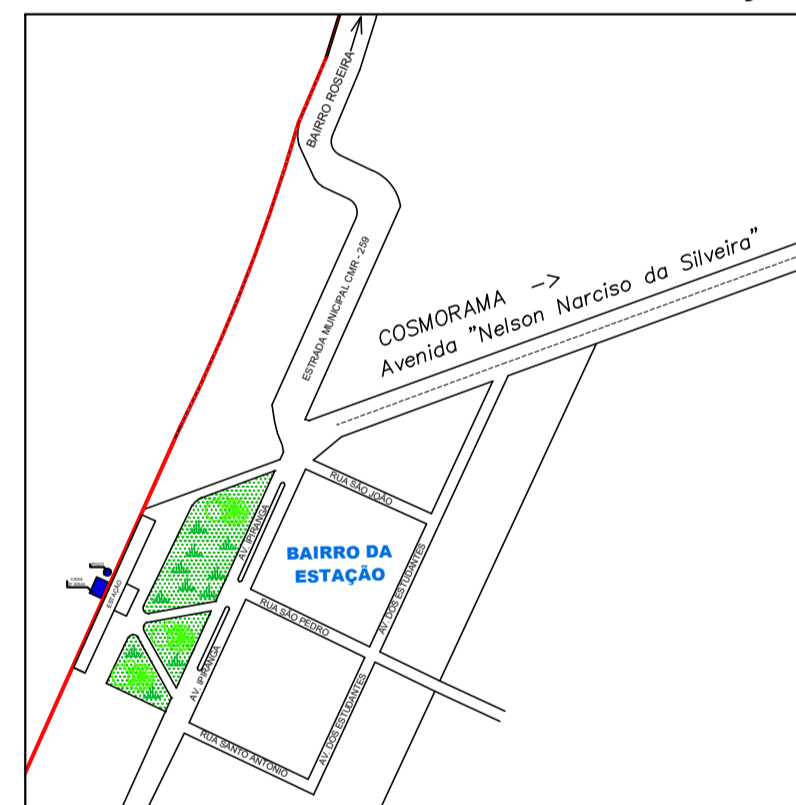 BAIRRO ROSEIRA
ESTRADA MUNICIPAL CMR - 259
COSMORAMA ->
Avenida "Nelson Narciso da Silveira"
RUA SÃO JOÃO
AV. IPIRANGA
BAIRRO DA
ESTAÇÃO
AV. DOS ESTUDANTES
ESTAÇÃO
RUA SÃO PEDRO
AV. IPIRANGA
AV. DOS ESTUDANTES
RUA SANTO ANTONIO